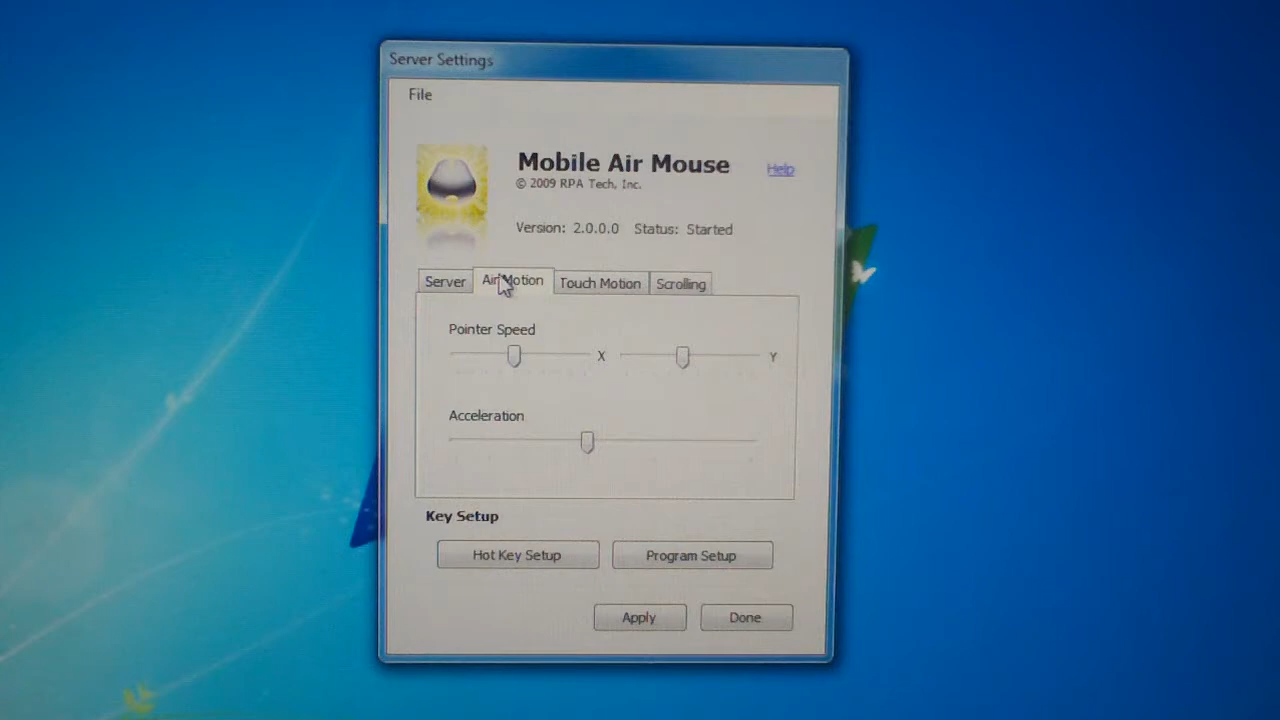 Server Settings
File
Mobile Air Mouse
Help
© 2009 RPA Tech, Inc.
Version: 2.0.0.0 Status: Started
Server Air Motion Touch Motion Scrolling
Pointer Speed
X Y
Acceleration
Key Setup
Hot Key Setup Program Setup
Apply Done